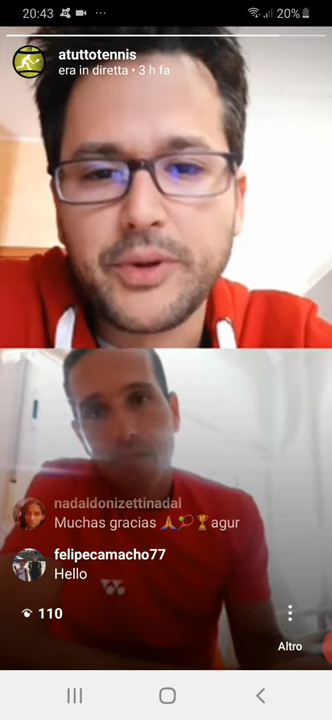 20:43 20%
atuttotennis
era in diretta • 3 h fa
nadaldonizettinadal
Muchas gracias 🙏🎾🏆agur
felipecamacho77
Hello
110
Altro